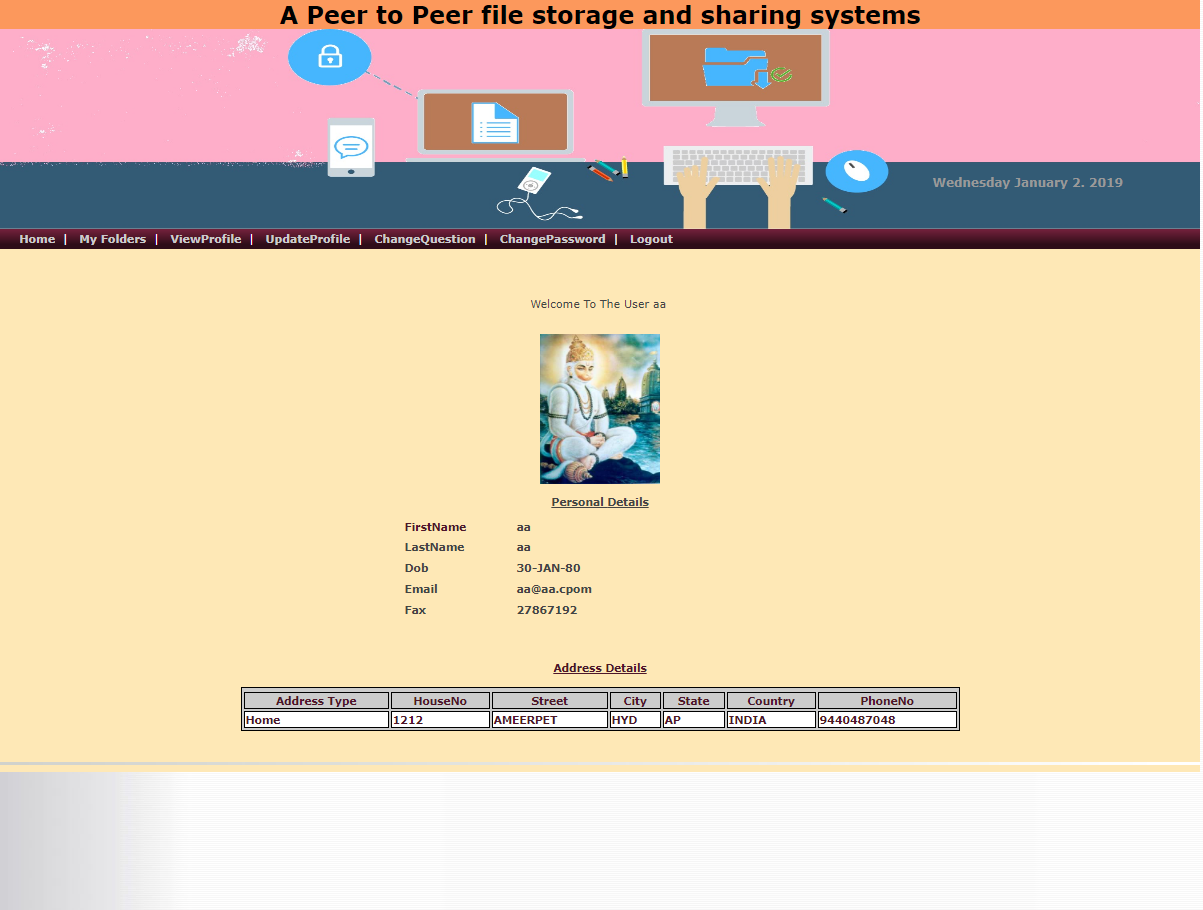 A Peer to Peer file storage and sharing systems
Wednesday January 2. 2019
Home | My Folders | ViewProfile | UpdateProfile | ChangeQuestion | ChangePassword | Logout
Welcome To The User aa
Personal Details
FirstName aa
LastName aa
Dob 30-JAN-80
Email aa@aa.cpom
Fax 27867192
Address Details
Address Type HouseNo Street City State Country PhoneNo
Home 1212 AMEERPET HYD AP INDIA 9440487048